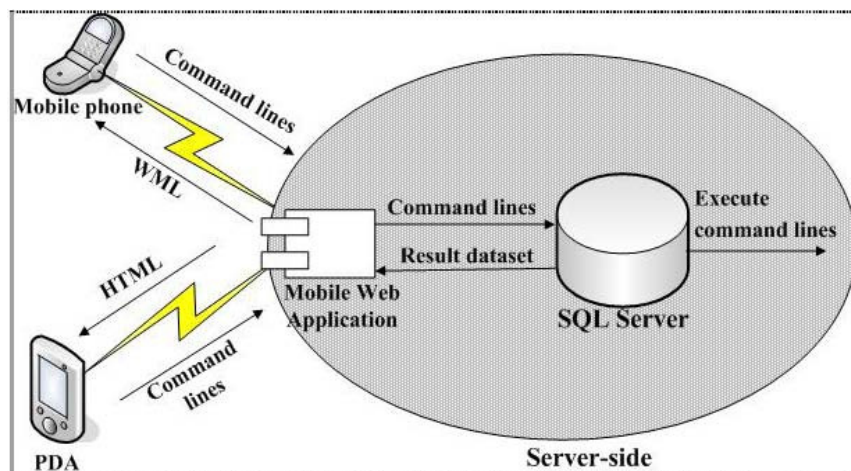 Mobile phone
Command lines
WML
HTML
Command
lines
PDA
Mobile Web
Application
Command lines
Result dataset
SQL Server
Execute
command lines
Server-side